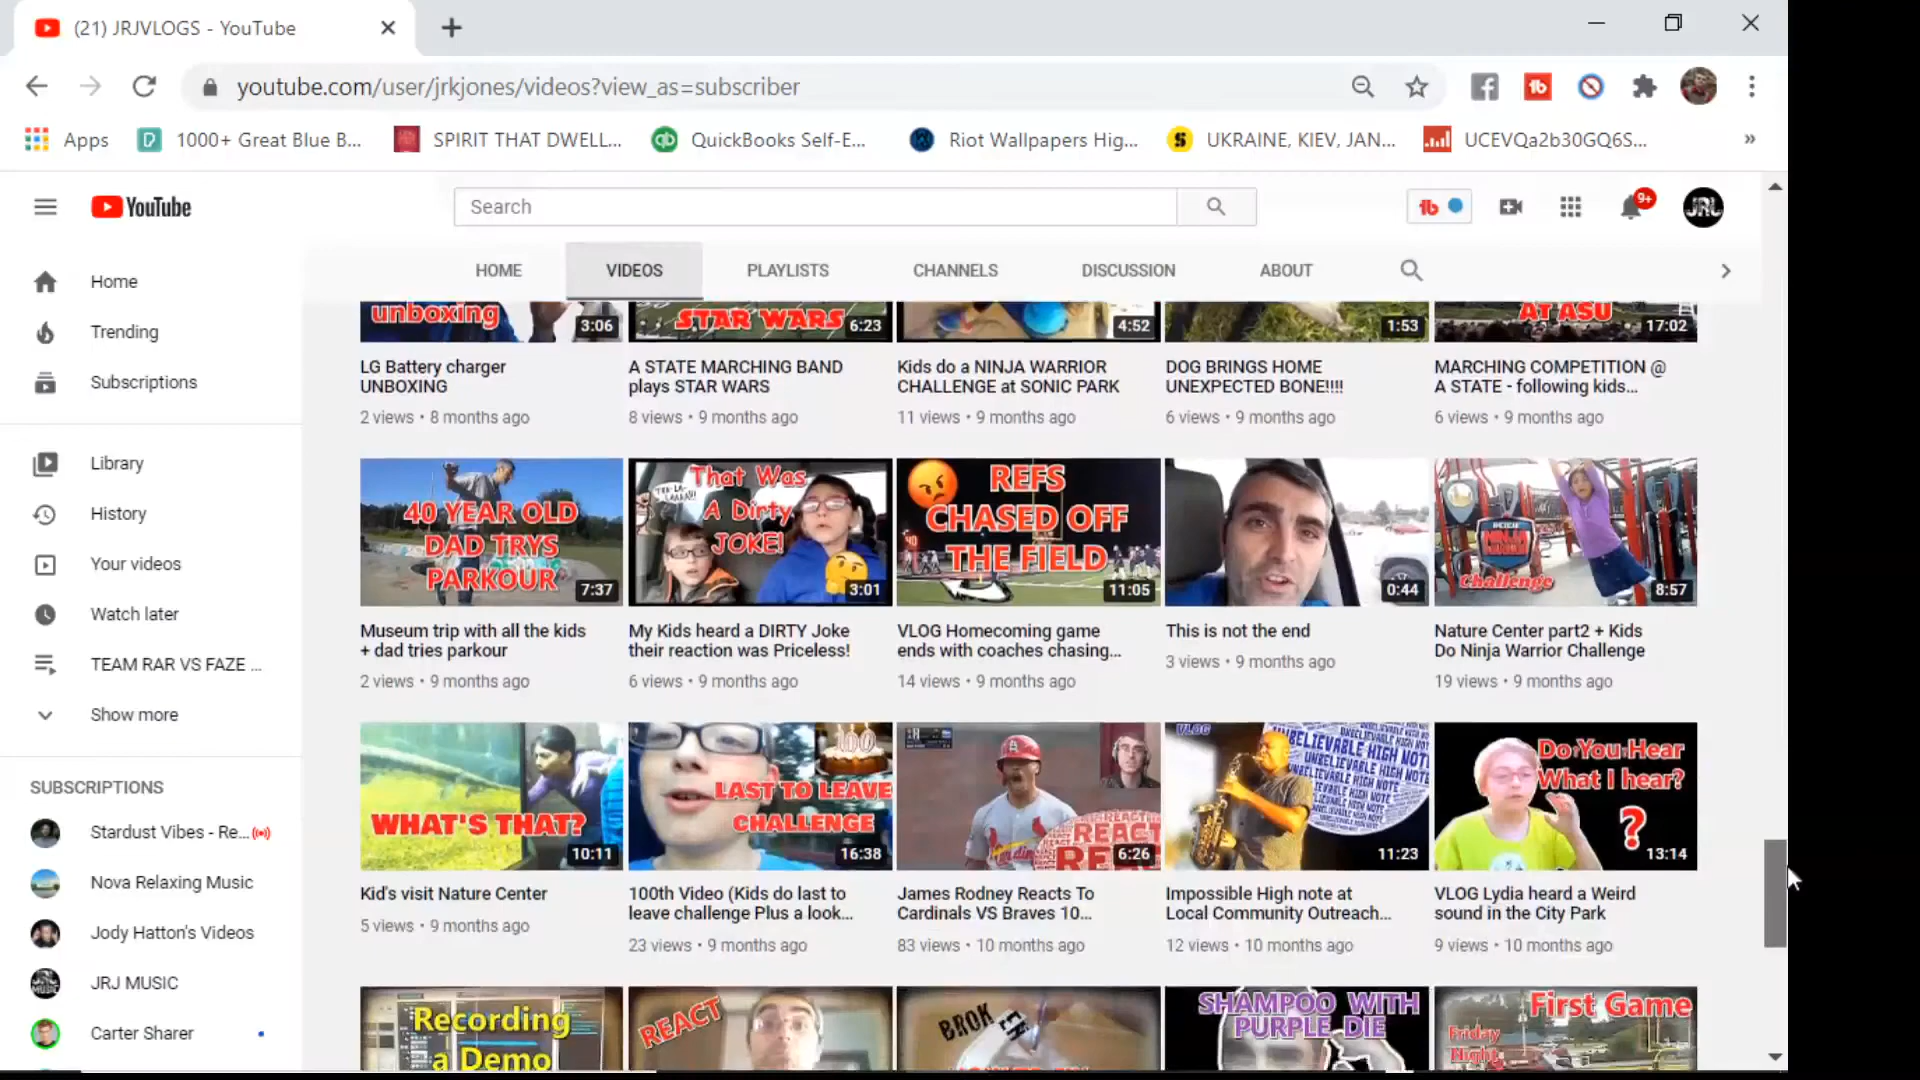 (21) JRJVLOGS - YouTube
youtube.com/user/jrkjones/videos?view_as=subscriber
Apps
1000+ Great Blue B...
SPIRIT THAT DWELL...
QuickBooks Self-E...
Riot Wallpapers Hig...
UKRAINE, KIEV, JAN...
UCEVQa2b30GQ6S...
»
YouTube
Search
9+
JRL
HOME
VIDEOS
PLAYLISTS
CHANNELS
DISCUSSION
ABOUT
Home
Trending
Subscriptions
Library
History
Your videos
Watch later
TEAM RAR VS FAZE ...
Show more
SUBSCRIPTIONS
Stardust Vibes - Re...
Nova Relaxing Music
Jody Hatton's Videos
JRJ MUSIC
Carter Sharer
unboxing
3:06
STAR WARS
6:23
4:52
1:53
AT ASU
17:02
LG Battery charger
UNBOXING
2 views • 8 months ago
A STATE MARCHING BAND
plays STAR WARS
8 views • 9 months ago
Kids do a NINJA WARRIOR
CHALLENGE at SONIC PARK
11 views • 9 months ago
DOG BRINGS HOME
UNEXPECTED BONE!!!!
6 views • 9 months ago
MARCHING COMPETITION @
A STATE - following kids...
6 views • 9 months ago
40 YEAR OLD
DAD TRYS
PARKOUR
7:37
That Was
A Dirty
JOKE!
3:01
REFS
CHASED OFF
THE FIELD
11:05
0:44
Challenge
8:57
Museum trip with all the kids
+ dad tries parkour
2 views • 9 months ago
My Kids heard a DIRTY Joke
their reaction was Priceless!
6 views • 9 months ago
VLOG Homecoming game
ends with coaches chasing...
14 views • 9 months ago
This is not the end
3 views • 9 months ago
Nature Center part2 + Kids
Do Ninja Warrior Challenge
19 views • 9 months ago
WHAT'S THAT?
10:11
100
LAST TO LEAVE
CHALLENGE
16:38
REACT
6:26
VLOG
UNBELIEVABLE HIGH NOTE
11:23
Do You Hear
What I hear?
?
13:14
Kid's visit Nature Center
5 views • 9 months ago
100th Video (Kids do last to
leave challenge Plus a look...
23 views • 9 months ago
James Rodney Reacts To
Cardinals VS Braves 10...
83 views • 10 months ago
Impossible High note at
Local Community Outreach...
12 views • 10 months ago
VLOG Lydia heard a Weird
sound in the City Park
9 views • 10 months ago
Recording
a Demo
REACT
BROK
SHAMPOO WITH
PURPLE DIE
First Game
Friday
Night